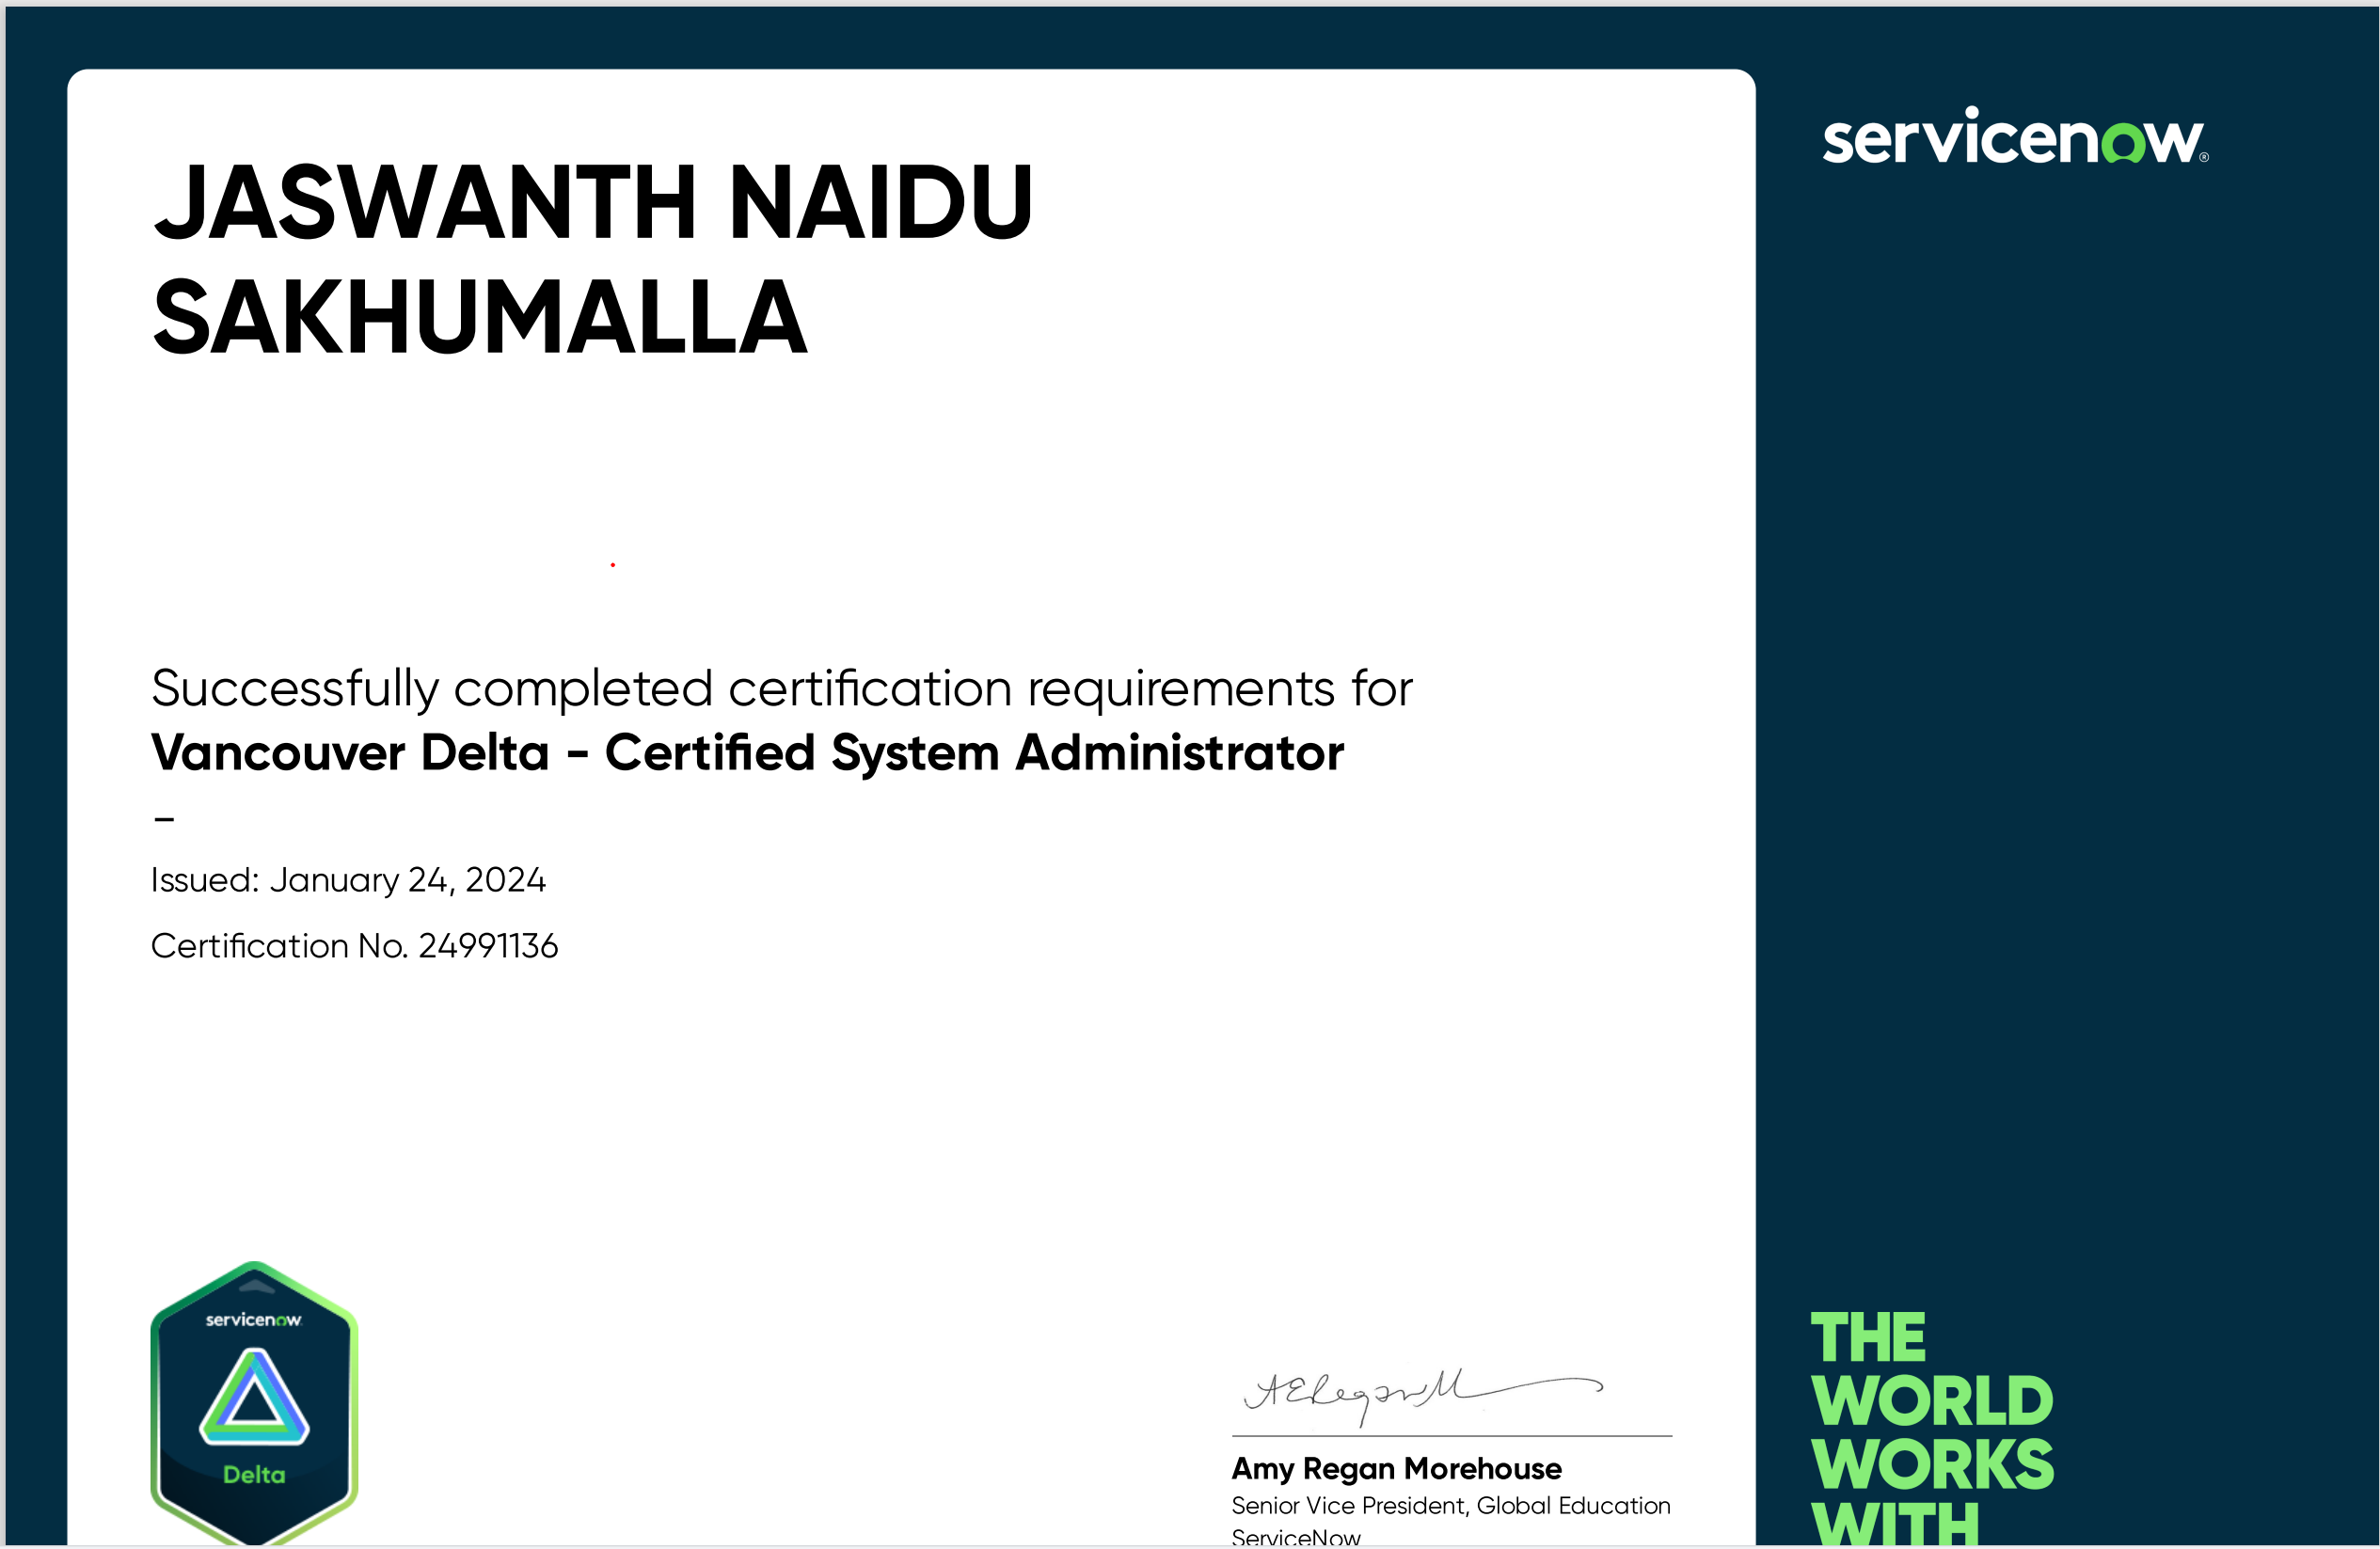 JASWANTH NAIDU
SAKHUMALLA
servicenow®
Successfully completed certification requirements for
Vancouver Delta - Certified System Administrator
–
Issued: January 24, 2024
Certification No. 24991136
servicenow
Delta
Amy Regan Morehouse
Senior Vice President, Global Education
ServiceNow
THE
WORLD
WORKS
WITH